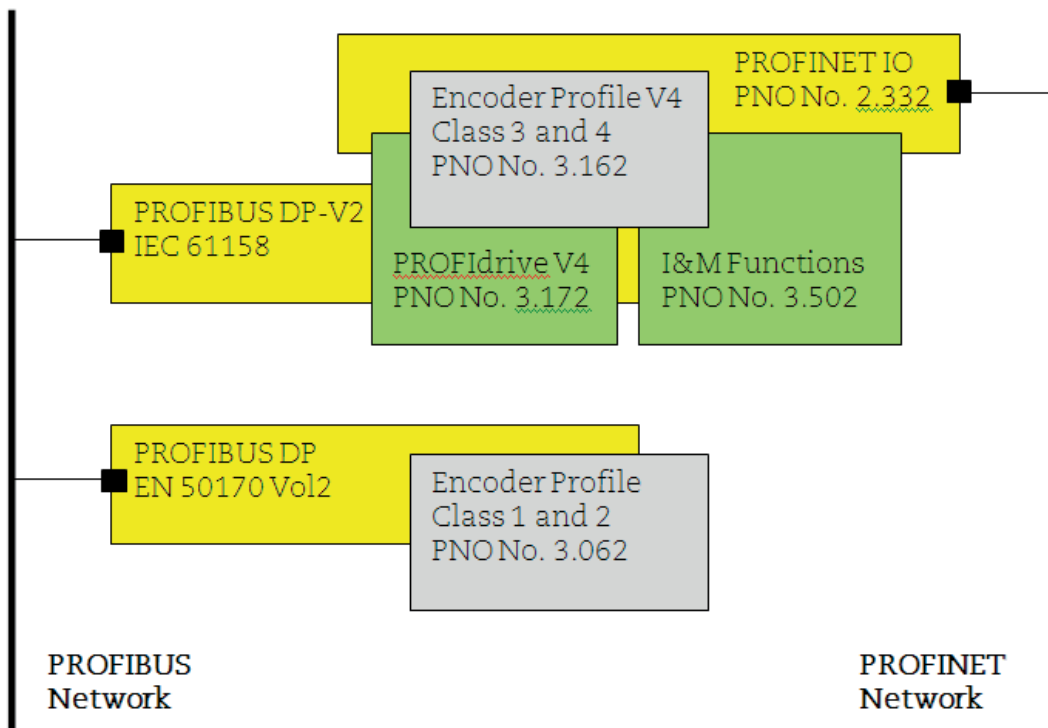 PROFINET IO
PNO No. 2.332
Encoder Profile V4
Class 3 and 4
PNO No. 3.162
PROFIBUS DP-V2
IEC 61158
PROFIdrive V4
PNO No. 3.172
I&M Functions
PNO No. 3.502
PROFIBUS DP
EN 50170 Vol2
Encoder Profile
Class 1 and 2
PNO No. 3.062
PROFIBUS
Network
PROFINET
Network